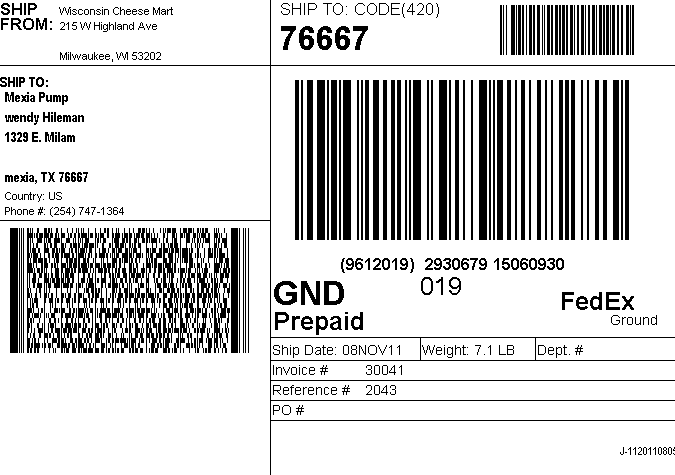 SHIP FROM:
Wisconsin Cheese Mart
215 W Highland Ave
Milwaukee, WI 53202
SHIP TO: CODE(420)
76667
SHIP TO:
Mexia Pump
wendy Hileman
1329 E. Milam
mexia, TX 76667
Country: US
Phone #: (254) 747-1364
(9612019) 2930679 15060930
GND
019
FedEx
Prepaid
Ground
Ship Date: 08NOV11 Weight: 7.1 LB Dept. #
Invoice # 30041
Reference # 2043
PO #
J-1120110805